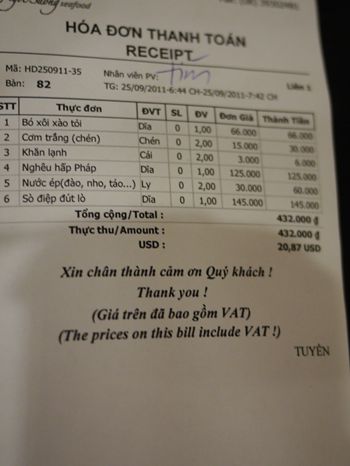 seafood
HÓA ĐƠN THANH TOÁN
RECEIPT
Mã: HD250911-35
Nhân viên PV:
Bàn: 82
TG: 25/09/2011-6:44 CH-25/09/2011-7:42 CH
Liên 1
STT Thực đơn ĐVT SL ĐV Đơn Giá Thành Tiền
1 Bó xôi xào tỏi Dĩa 0 1,00 66.000 66.000
2 Cơm trắng (chén) Chén 0 2,00 15.000 30.000
3 Khăn lạnh Cái 0 2,00 3.000 6.000
4 Nghêu hấp Pháp Dĩa 0 1,00 125.000 125.000
5 Nước ép(đào, nho, táo...) Ly 0 2,00 30.000 60.000
6 Sò điệp đút lò Dĩa 0 1,00 145.000 145.000
Tổng cộng/Total : 432.000 đ
Thực thu/Amount : 432.000 đ
USD : 20,87 USD
Xin chân thành cảm ơn Quý khách !
Thank you !
(Giá trên đã bao gồm VAT)
(The prices on this bill include VAT !)
TUYÊN